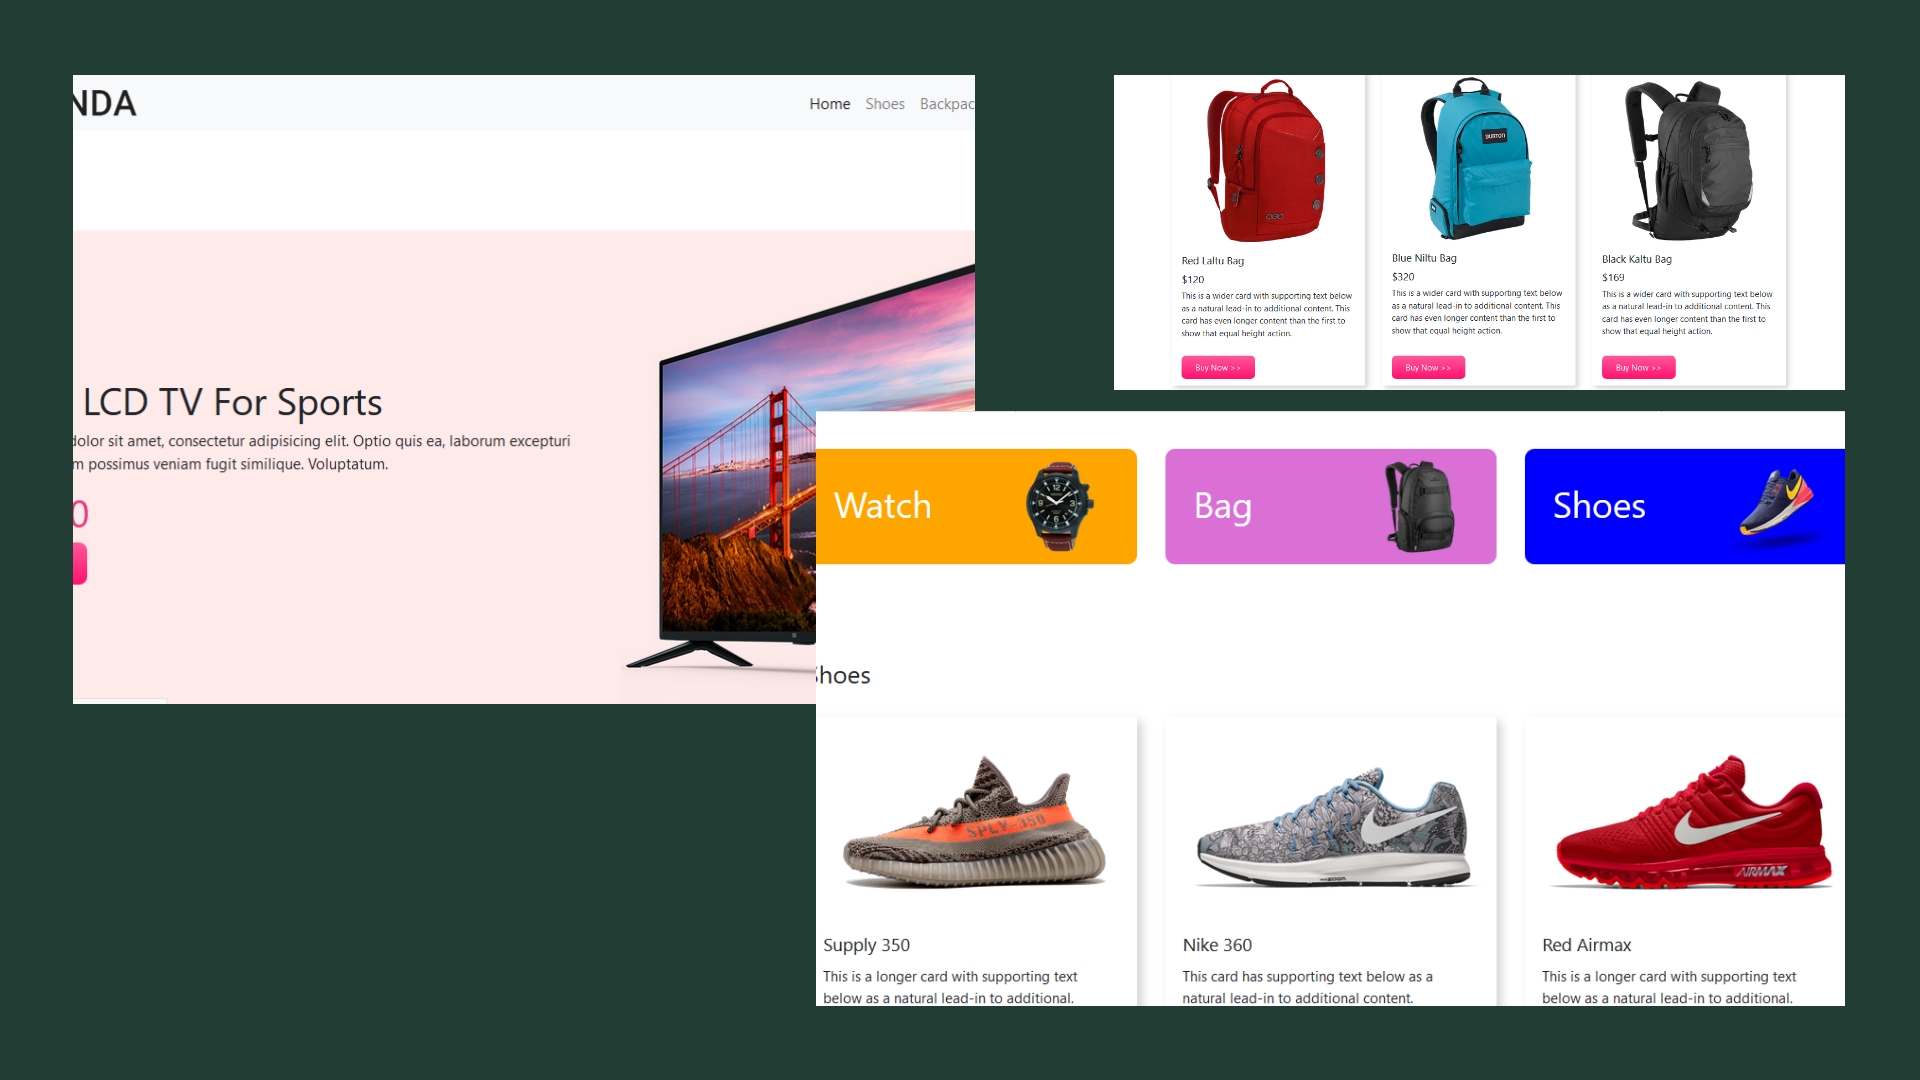 NDA
Home Shoes Backpac
LCD TV For Sports
dolor sit amet, consectetur adipisicing elit. Optio quis ea, laborum excepturi
m possimus veniam fugit similique. Voluptatum.
0
BURTON
OGIO
Red Laltu Bag
$120
This is a wider card with supporting text below
as a natural lead-in to additional content. This
card has even longer content than the first to
show that equal height action.
Buy Now >>
Blue Niltu Bag
$320
This is a wider card with supporting text below
as a natural lead-in to additional content. This
card has even longer content than the first to
show that equal height action.
Buy Now >>
Black Kaltu Bag
$169
This is a wider card with supporting text below
as a natural lead-in to additional content. This
card has even longer content than the first to
show that equal height action.
Buy Now >>
Watch
Bag
Shoes
Shoes
SPLY-350
Supply 350
This is a longer card with supporting text
below as a natural lead-in to additional.
ZOOM
Nike 360
This card has supporting text below as a
natural lead-in to additional content.
AIRMAX
Red Airmax
This is a longer card with supporting text
below as a natural lead-in to additional.